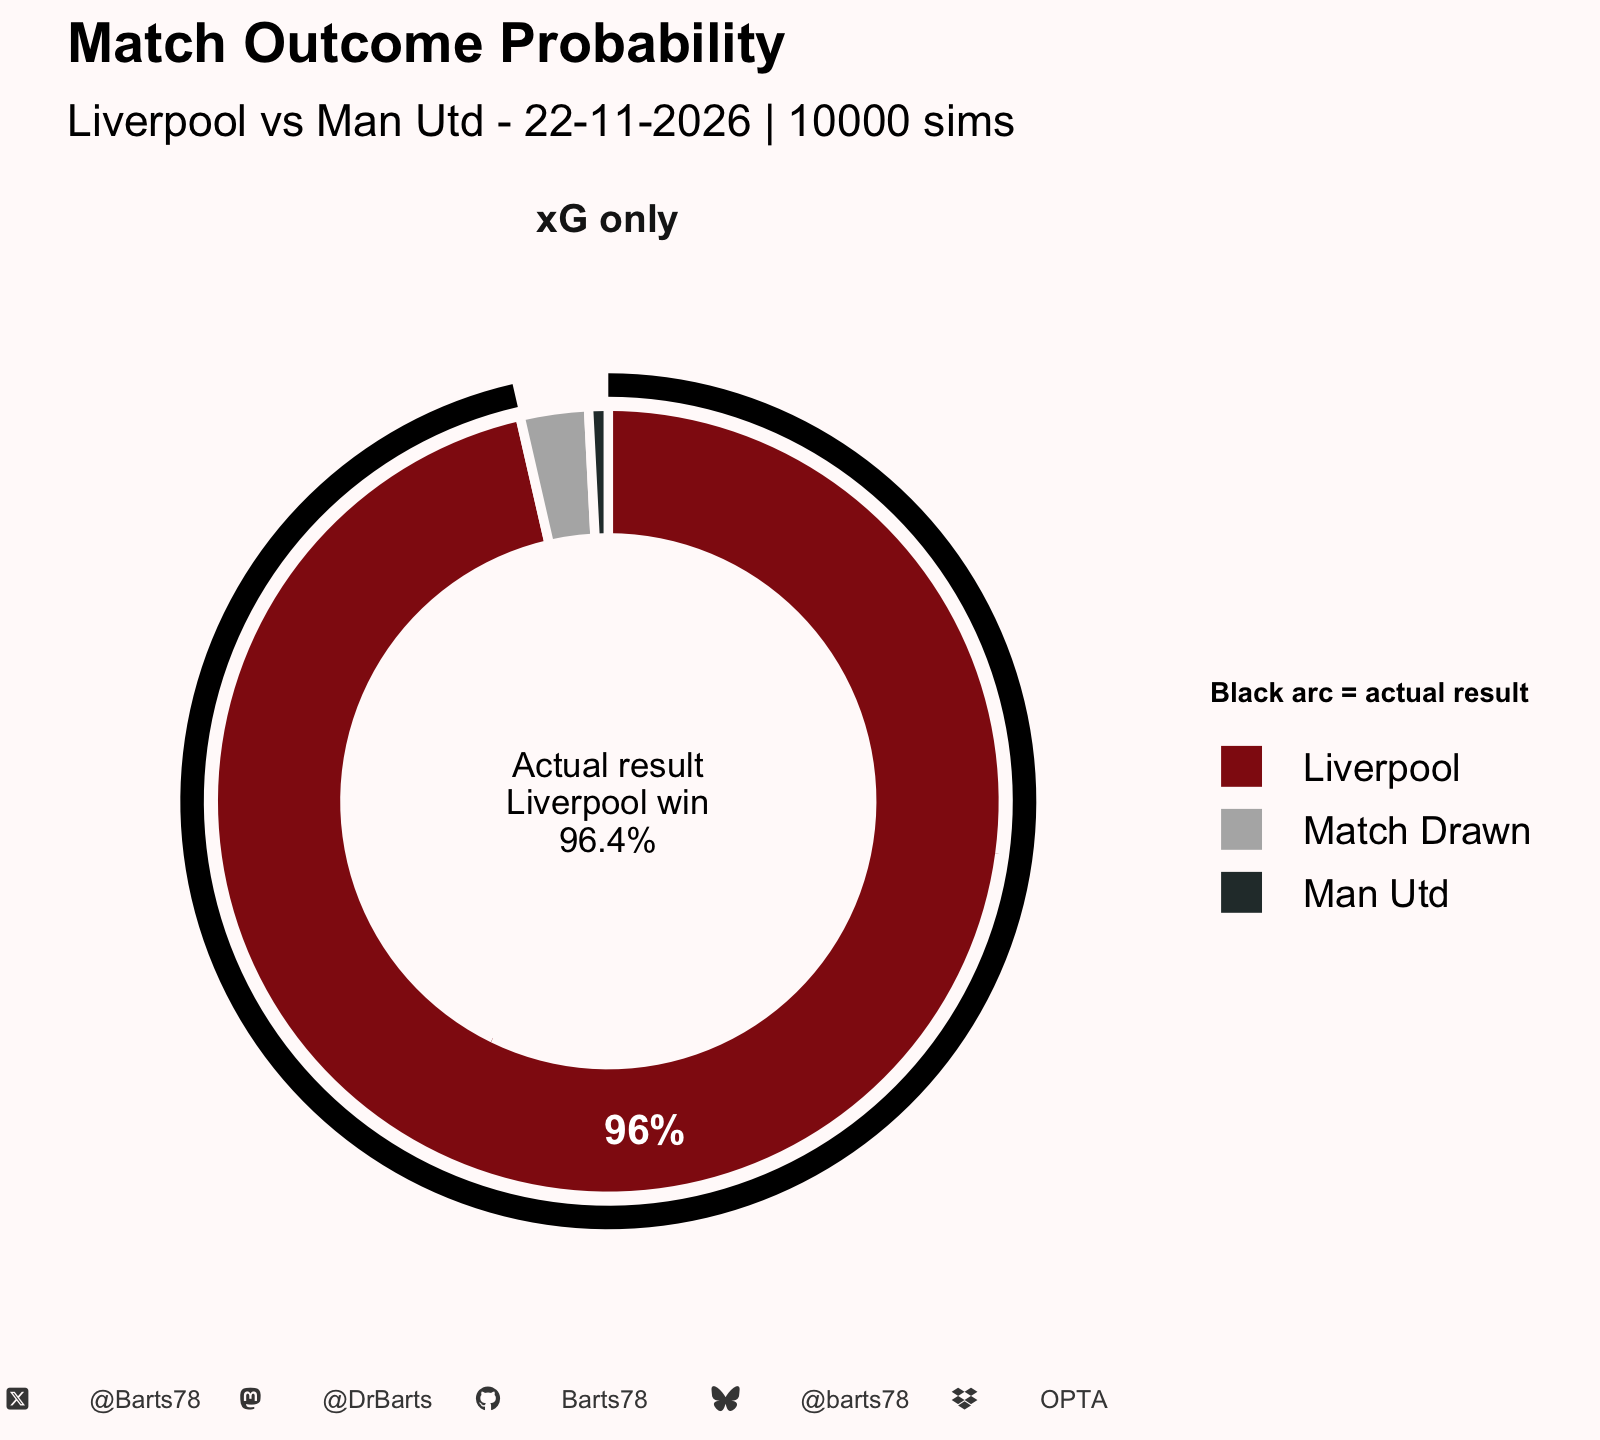 Match Outcome Probability
Liverpool vs Man Utd - 22-11-2026 | 10000 sims
xG only
Actual result
Liverpool win
96.4%
96%
Black arc = actual result
Liverpool
Match Drawn
Man Utd
@Barts78 @DrBarts Barts78 @barts78 OPTA